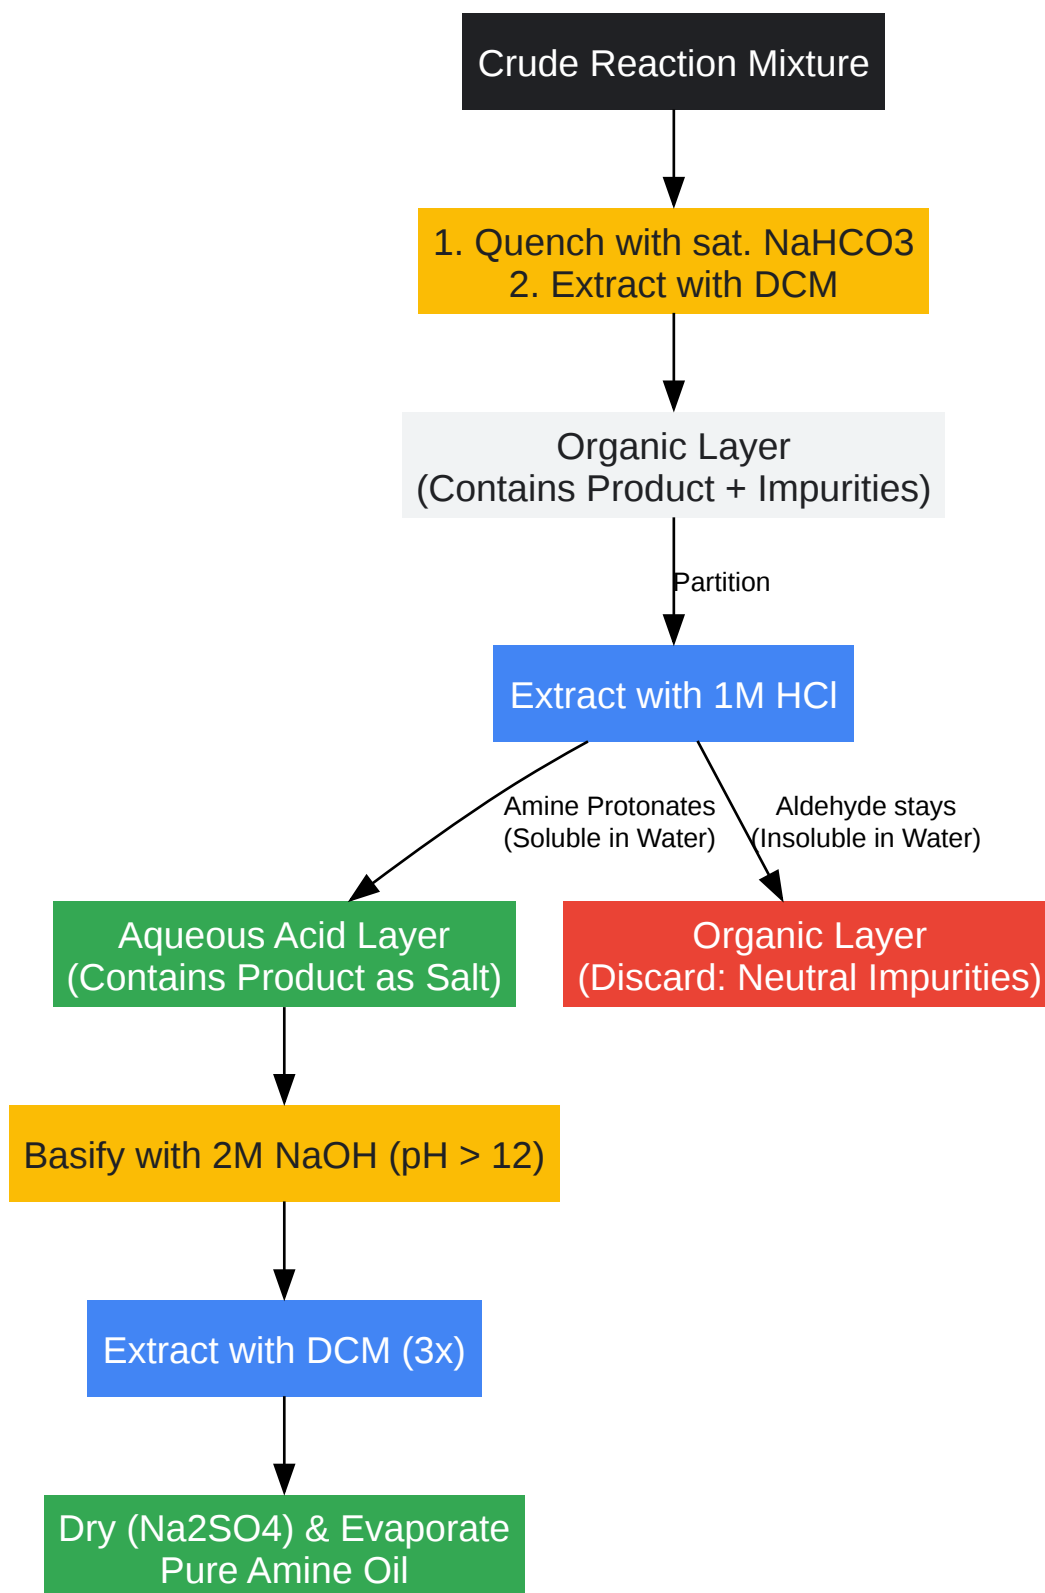 Crude Reaction Mixture
1. Quench with sat. NaHCO3
2. Extract with DCM
Organic Layer
(Contains Product + Impurities)
Partition
Extract with 1M HCl
Amine Protonates
(Soluble in Water)
Aldehyde stays
(Insoluble in Water)
Aqueous Acid Layer
(Contains Product as Salt)
Organic Layer
(Discard: Neutral Impurities)
Basify with 2M NaOH (pH > 12)
Extract with DCM (3x)
Dry (Na2SO4) & Evaporate
Pure Amine Oil